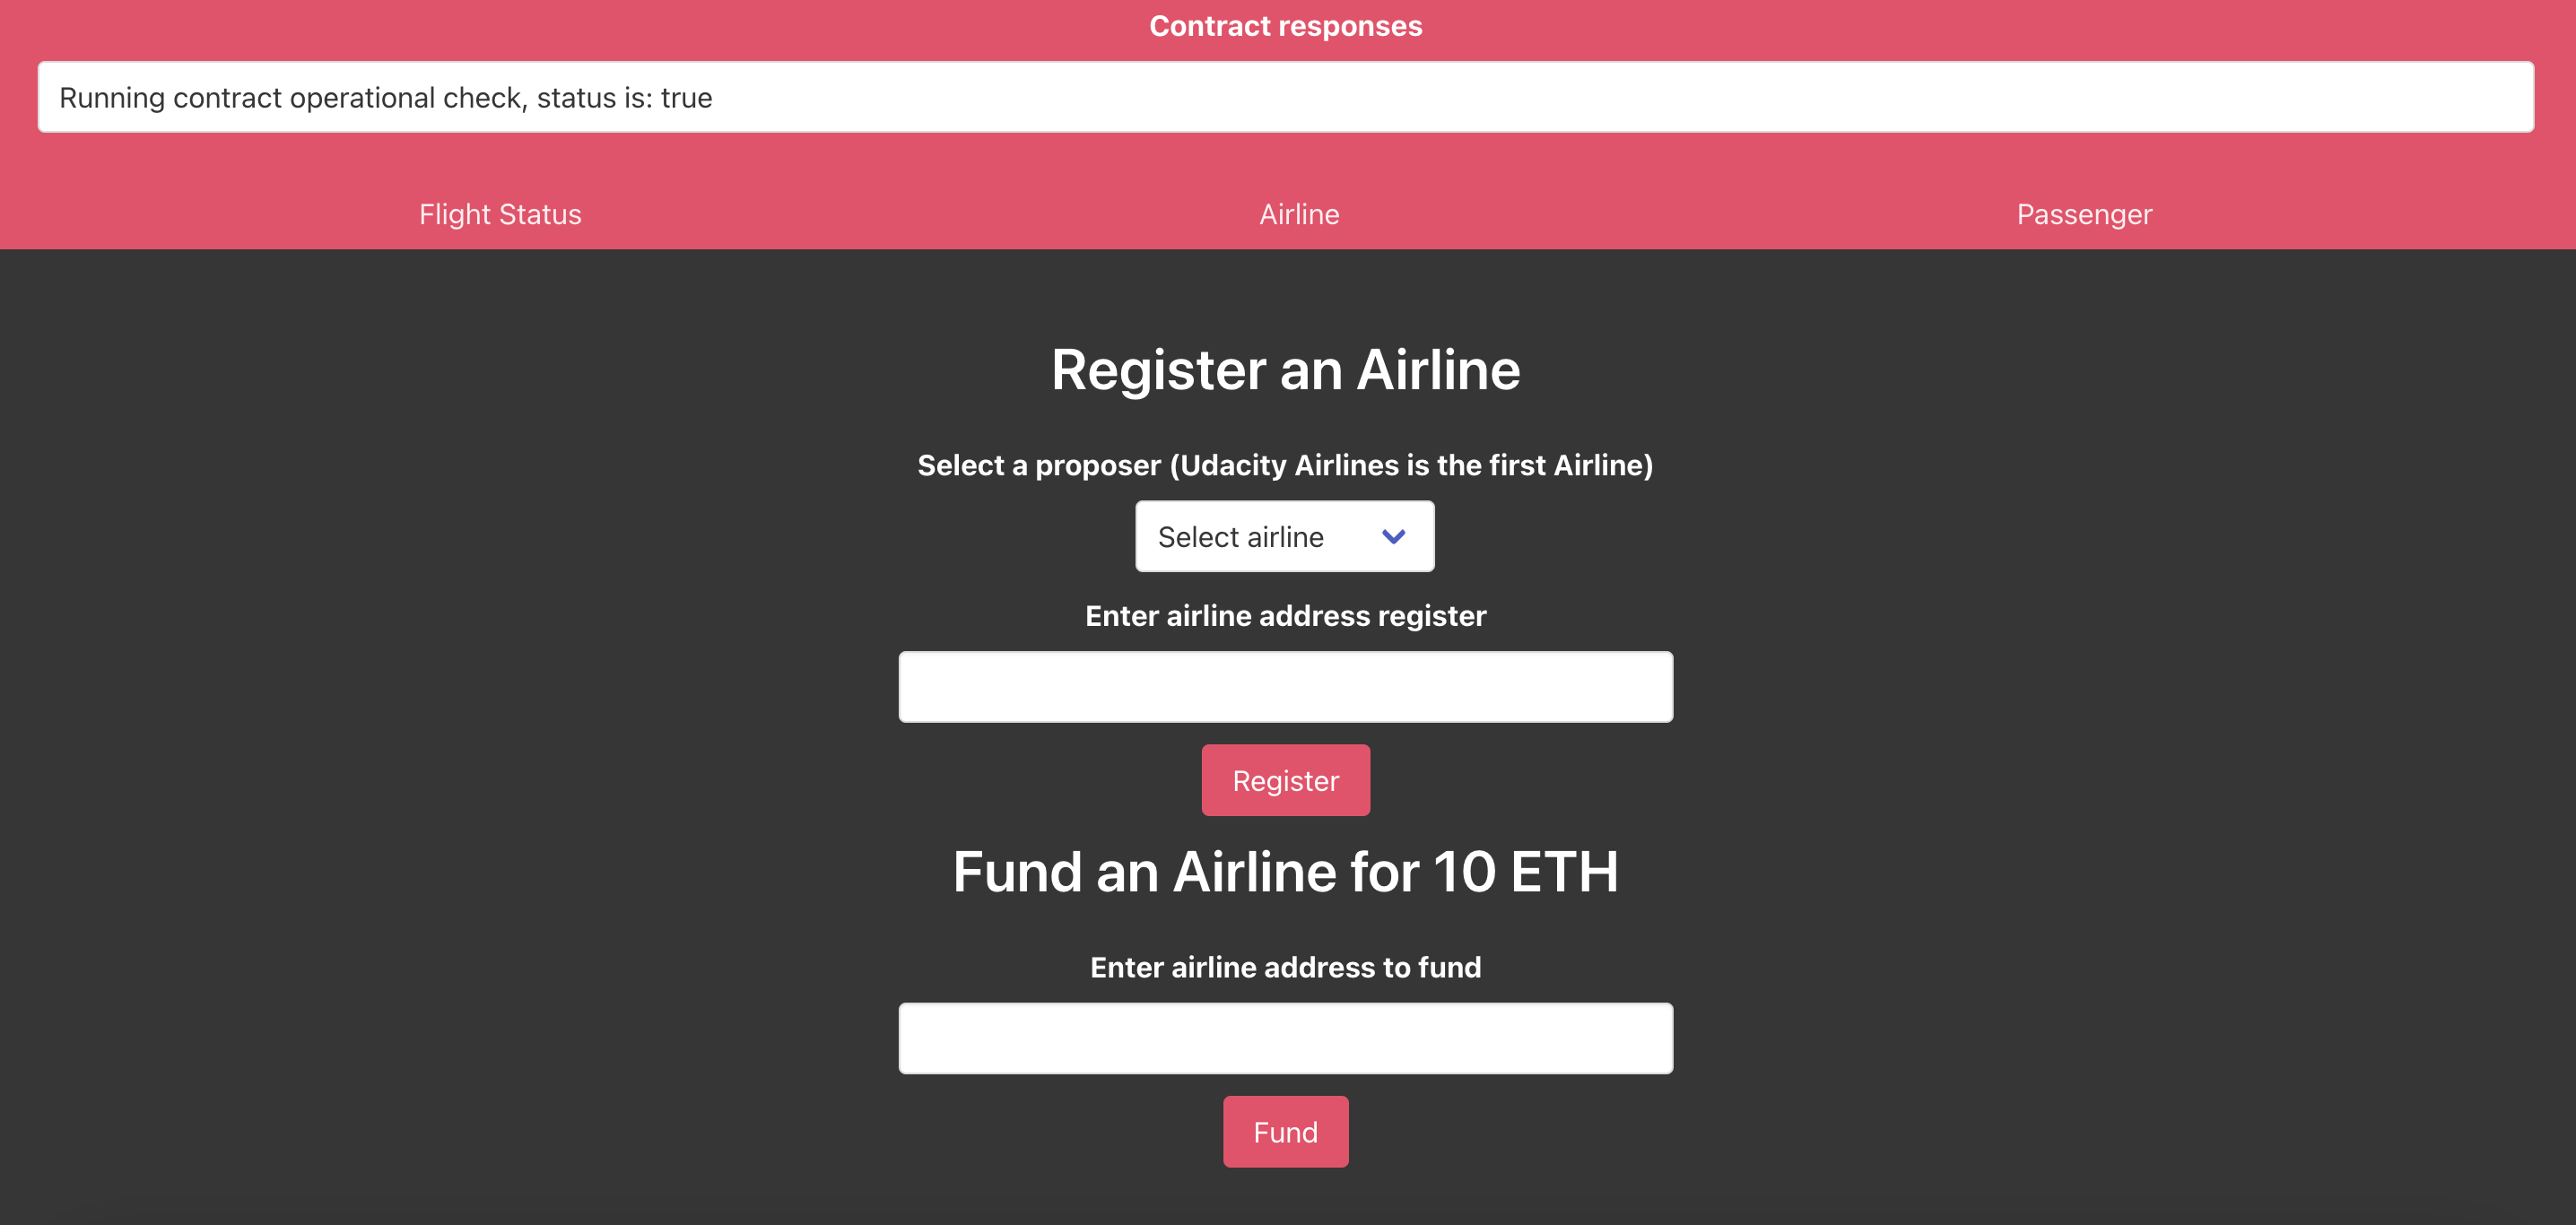 Contract responses
Running contract operational check, status is: true
Flight Status
Airline
Passenger
Register an Airline
Select a proposer (Udacity Airlines is the first Airline)
Select airline
Enter airline address register
Register
Fund an Airline for 10 ETH
Enter airline address to fund
Fund